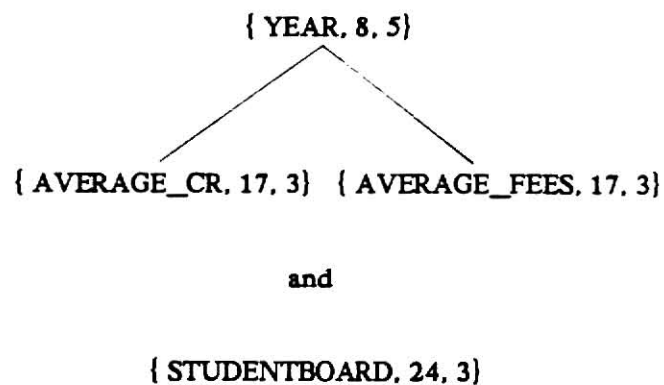 { YEAR, 8, 5}
{ AVERAGE_CR, 17, 3} { AVERAGE_FEES, 17, 3}
and
{ STUDENTBOARD, 24, 3}